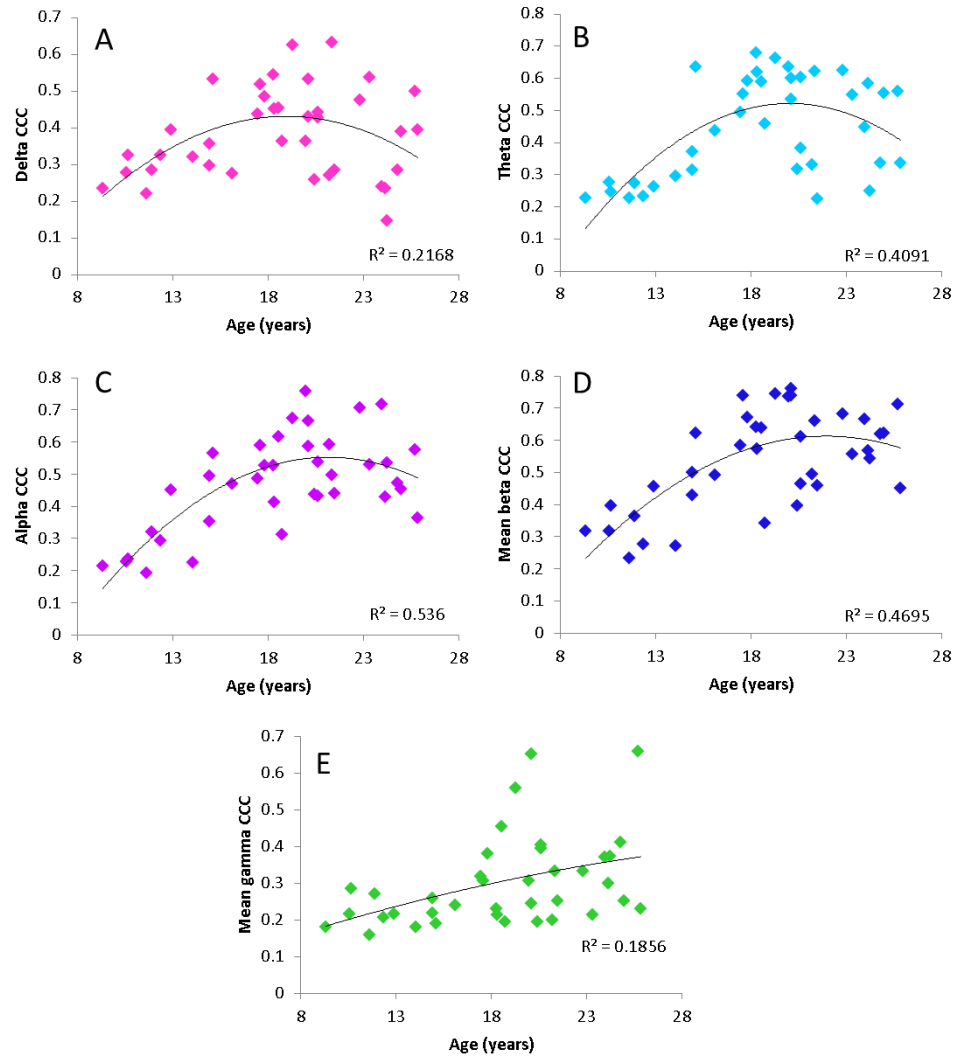 A
Delta CCC
0.7
0.6
0.5
0.4
0.3
0.2
0.1
0
R² = 0.2168
8 13 18 23 28
Age (years)
B
Theta CCC
0.8
0.7
0.6
0.5
0.4
0.3
0.2
0.1
0
R² = 0.4091
8 13 18 23 28
Age (years)
C
Alpha CCC
0.8
0.7
0.6
0.5
0.4
0.3
0.2
0.1
0
R² = 0.536
8 13 18 23 28
Age (years)
D
Mean beta CCC
0.8
0.7
0.6
0.5
0.4
0.3
0.2
0.1
0
R² = 0.4695
8 13 18 23 28
Age (years)
E
Mean gamma CCC
0.7
0.6
0.5
0.4
0.3
0.2
0.1
0
R² = 0.1856
8 13 18 23 28
Age (years)